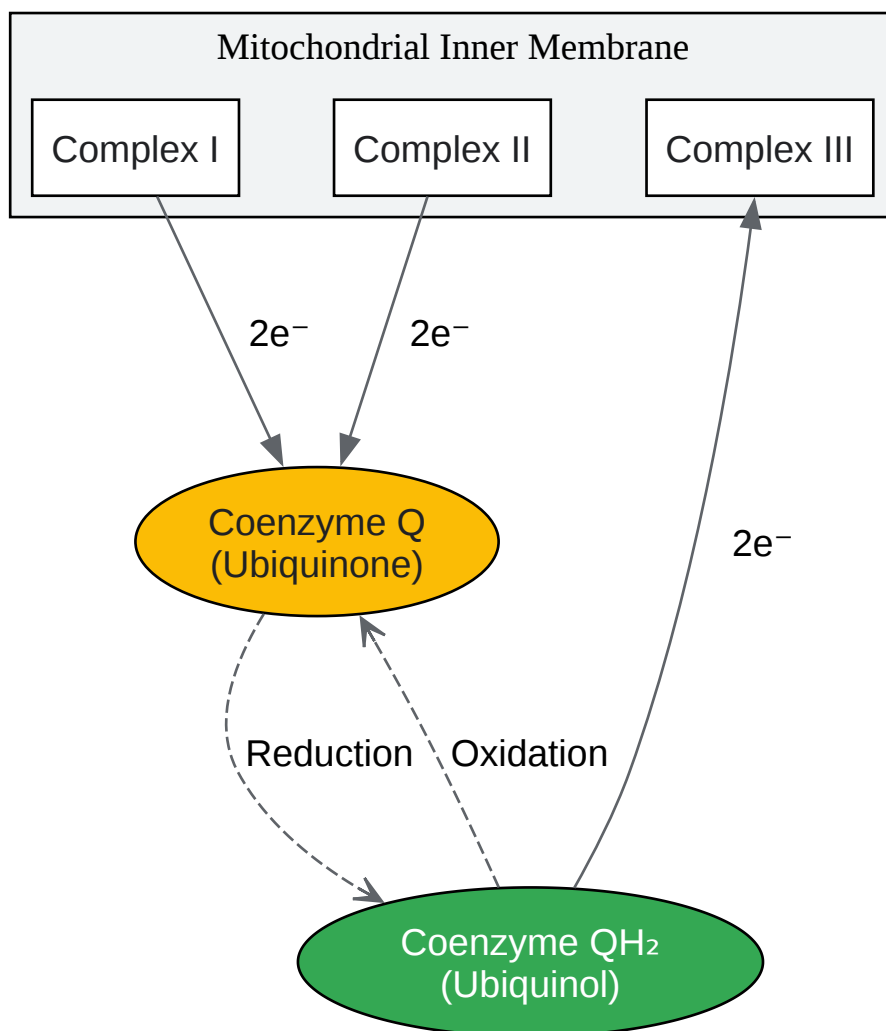 Mitochondrial Inner Membrane
Complex I
Complex II
Complex III
2e⁻
2e⁻
Coenzyme Q
(Ubiquinone)
2e⁻
Reduction
Oxidation
Coenzyme QH₂
(Ubiquinol)